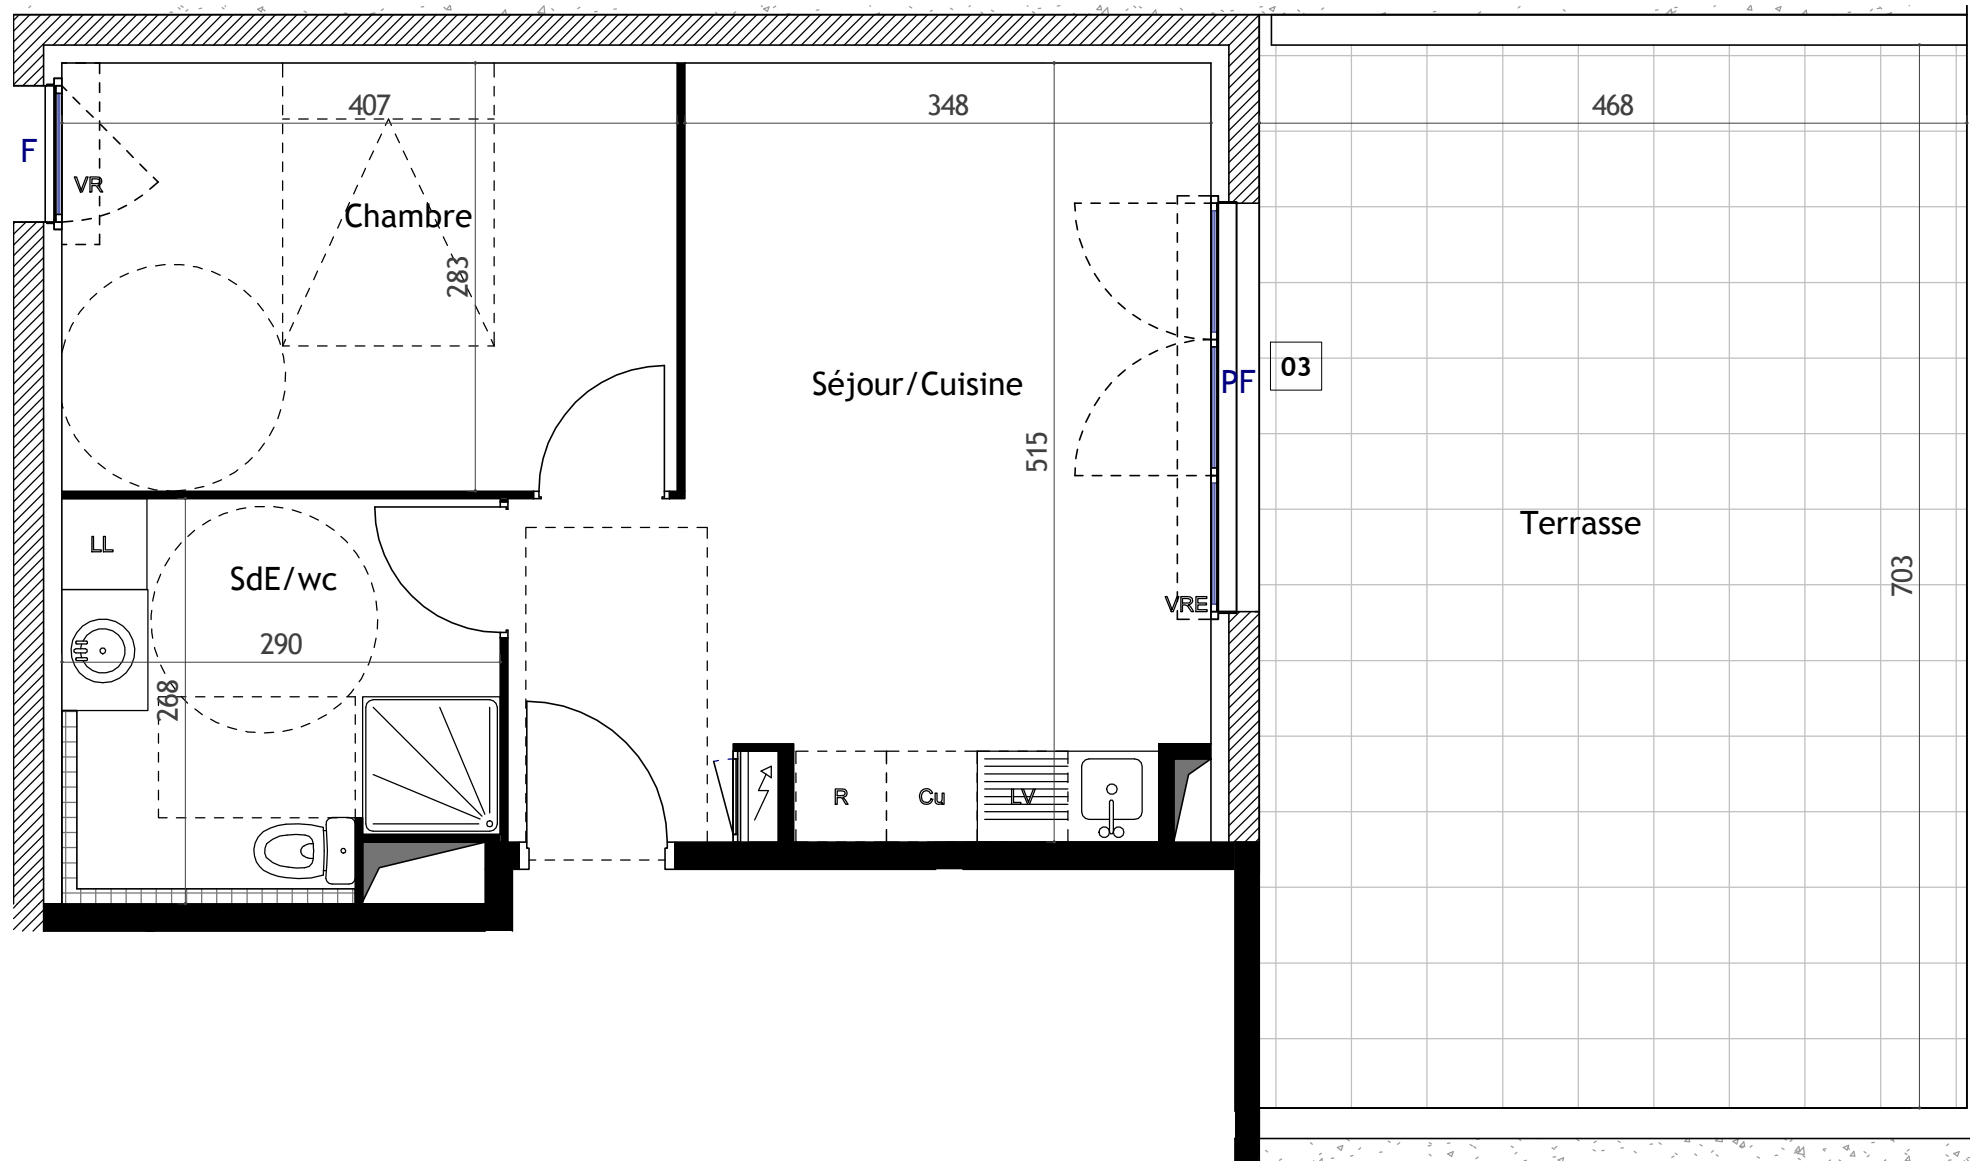 407
348
468
F
VR
Chambre
283
03
PF
Séjour/Cuisine
515
Terrasse
703
LL
SdE/wc
290
268
VRE
R
Cu
LV